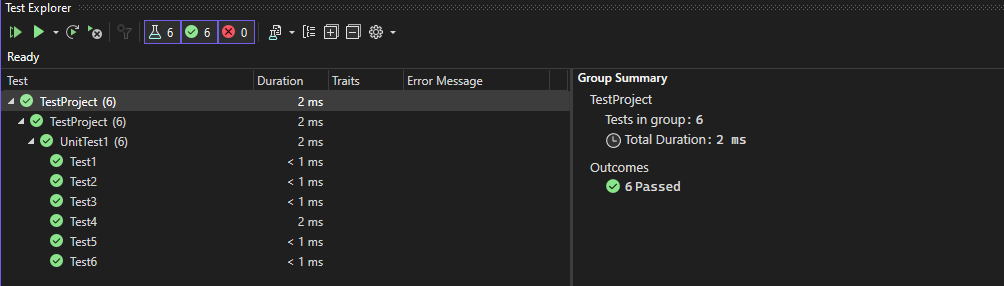 Test Explorer
6 6 0
Ready
Test Duration Traits Error Message
TestProject (6) 2 ms
TestProject (6) 2 ms
UnitTest1 (6) 2 ms
Test1 < 1 ms
Test2 < 1 ms
Test3 < 1 ms
Test4 2 ms
Test5 < 1 ms
Test6 < 1 ms
Group Summary
TestProject
Tests in group: 6
Total Duration: 2 ms
Outcomes
6 Passed